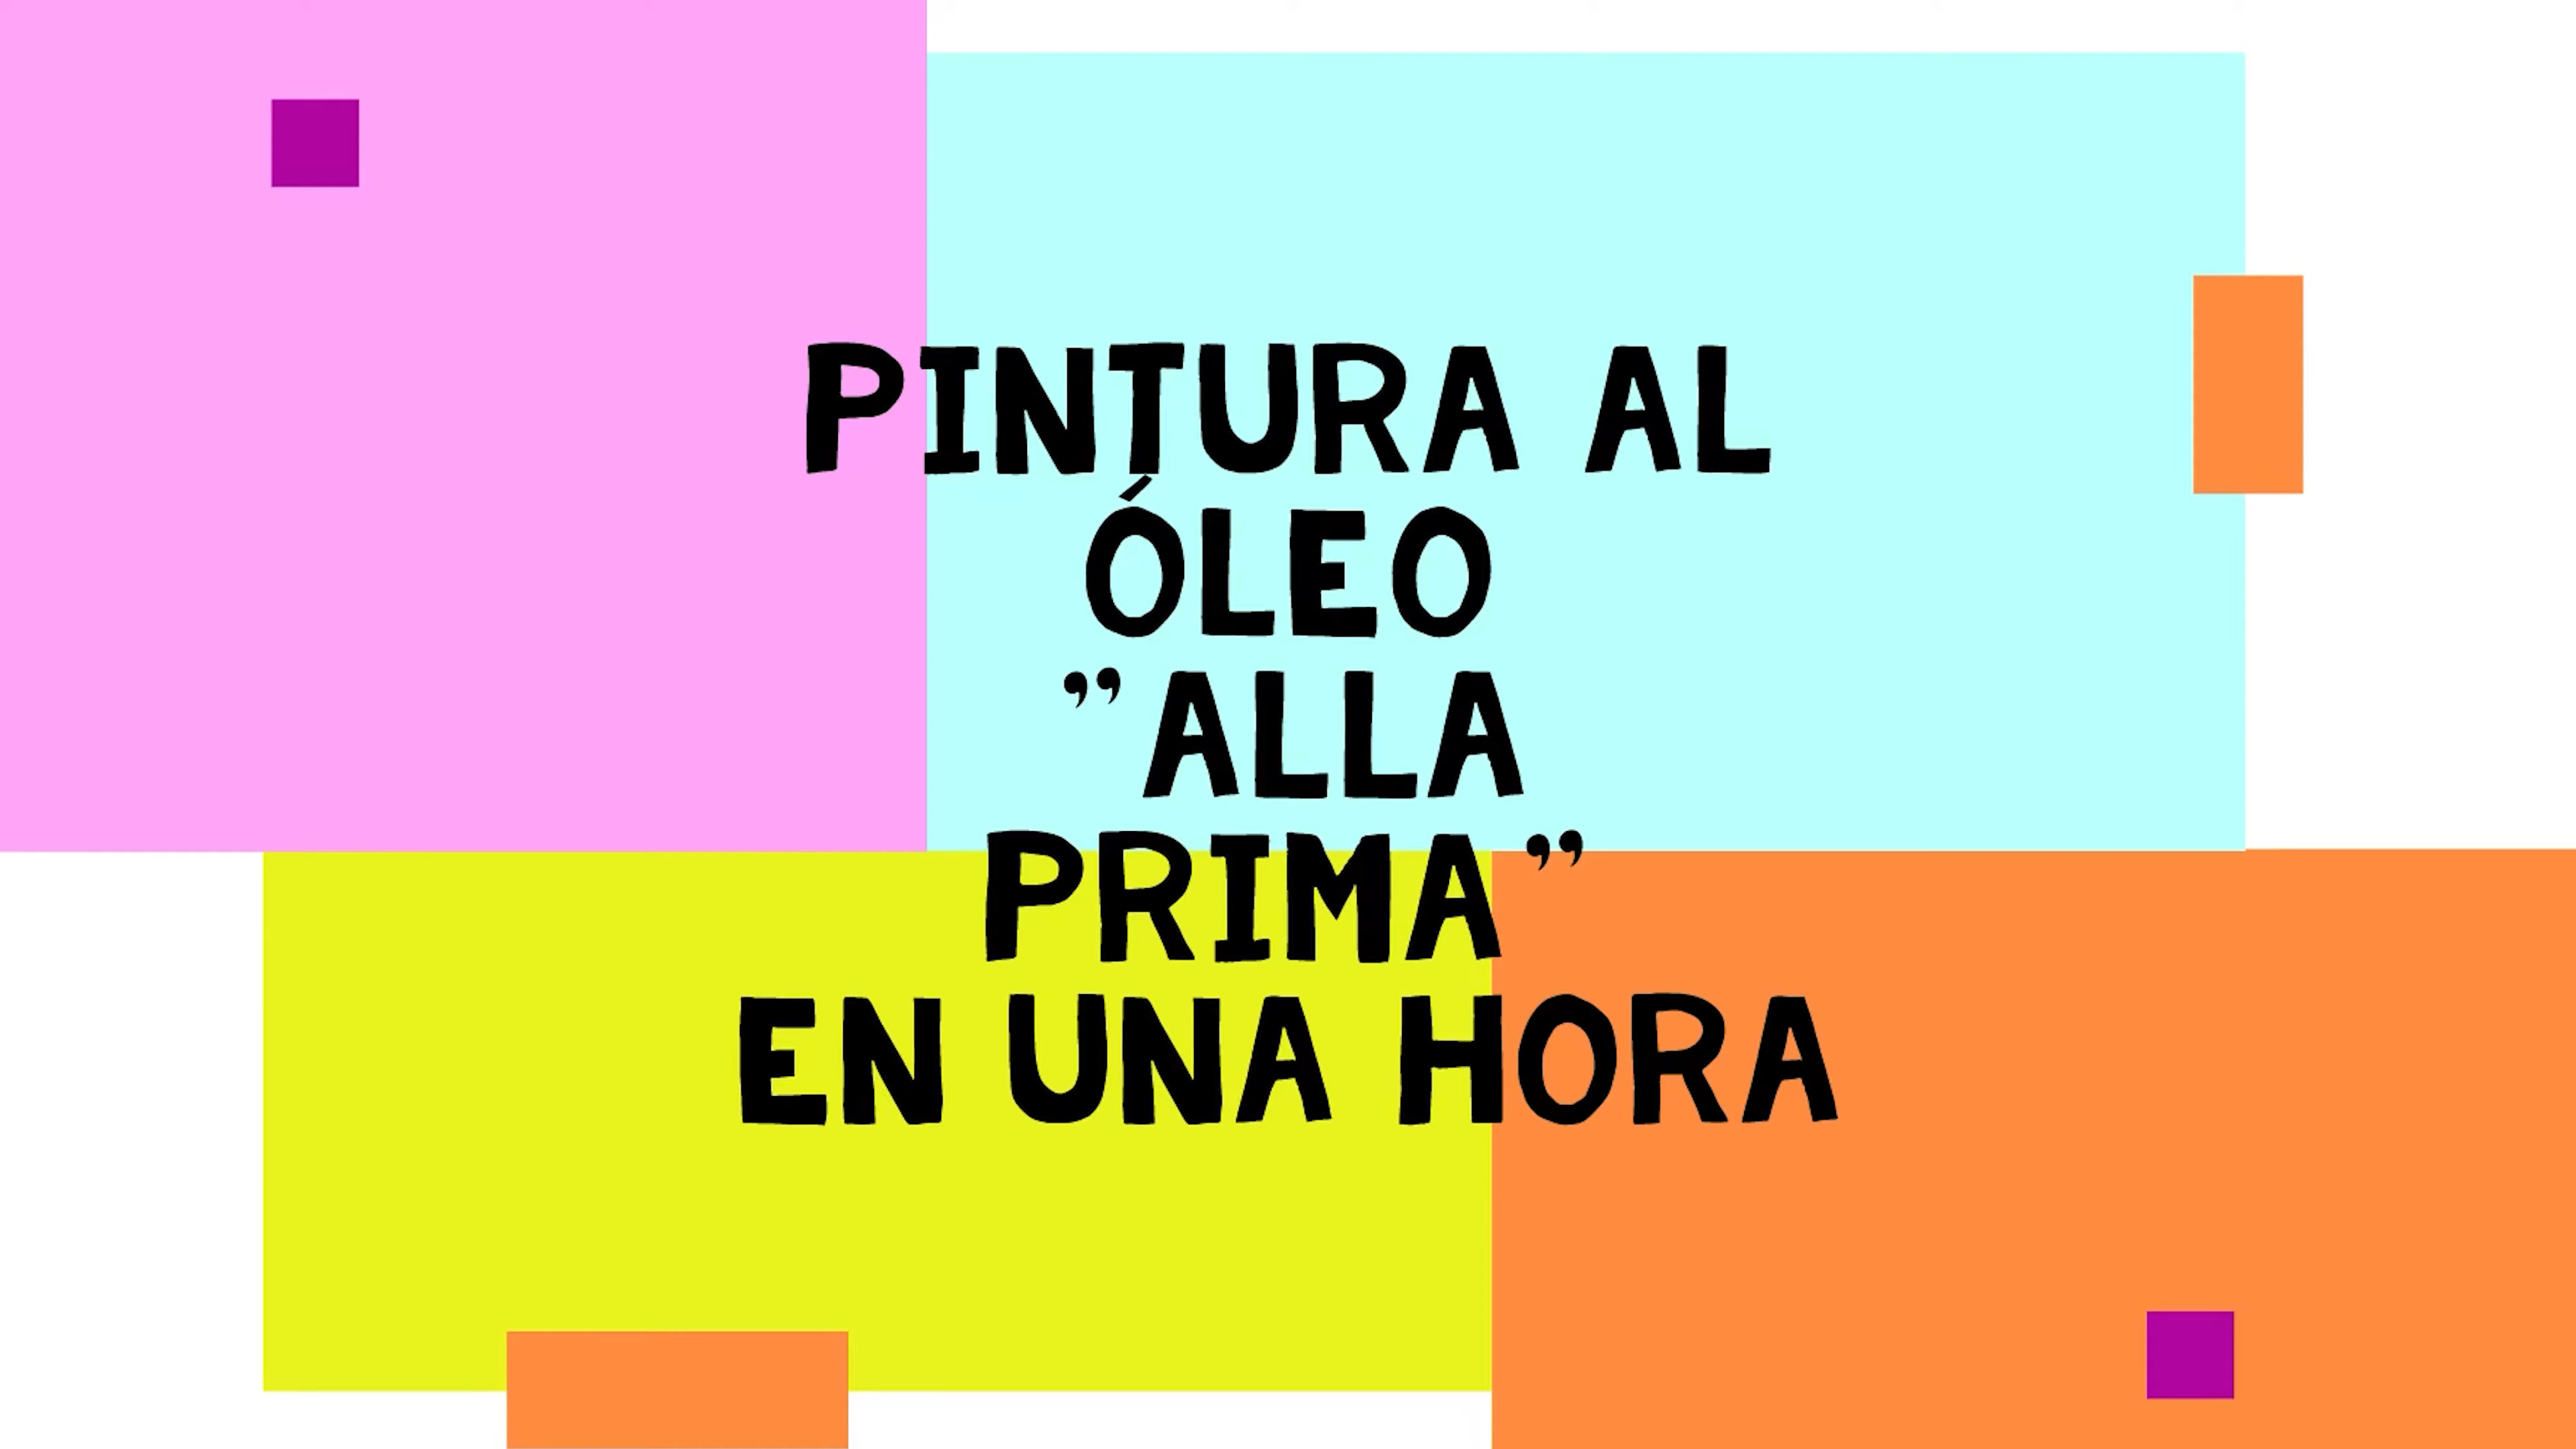 PINTURA AL
ÓLEO
”ALLA
PRIMA”
EN UNA HORA